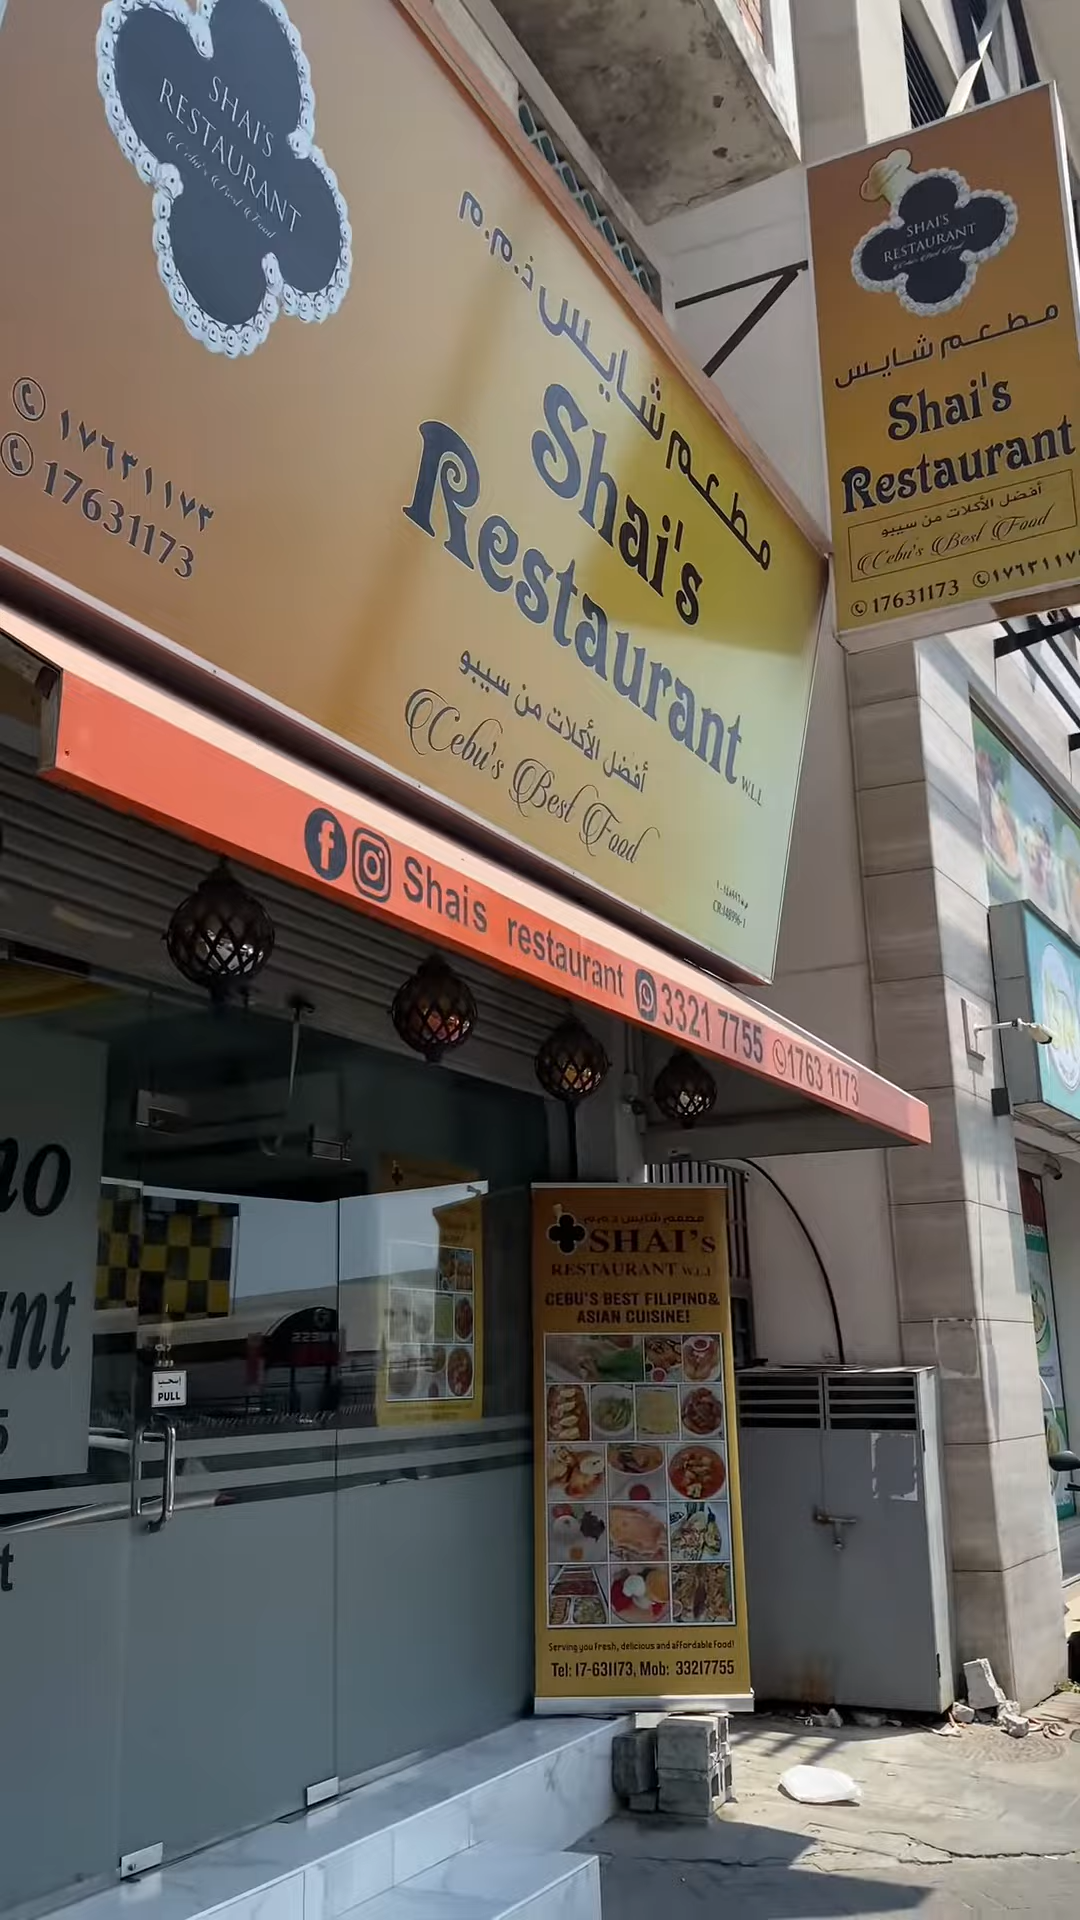 SHAI'S
RESTAURANT
Cebu's Best Food
مطعم شايس ذ.م.م
Shai's
Restaurant
W.L.L
أفضل الأكلات من سيبو
Cebu's Best Food
١٧٦٣١١٧٣
17631173
SHAI'S
RESTAURANT
Cebu's Best Food
مطعم شايس
Shai's
Restaurant
أفضل الأكلات من سيبو
Cebu's Best Food
17631173
Shais restaurant 3321 7755 1763 1173
PULL
مطعم شايس ذ.م.م
SHAI's
RESTAURANT W.L.L
CEBU'S BEST FILIPINO&
ASIAN CUISINE!
Serving you fresh, delicious and affordable food!
Tel: 17-631173, Mob: 33217755